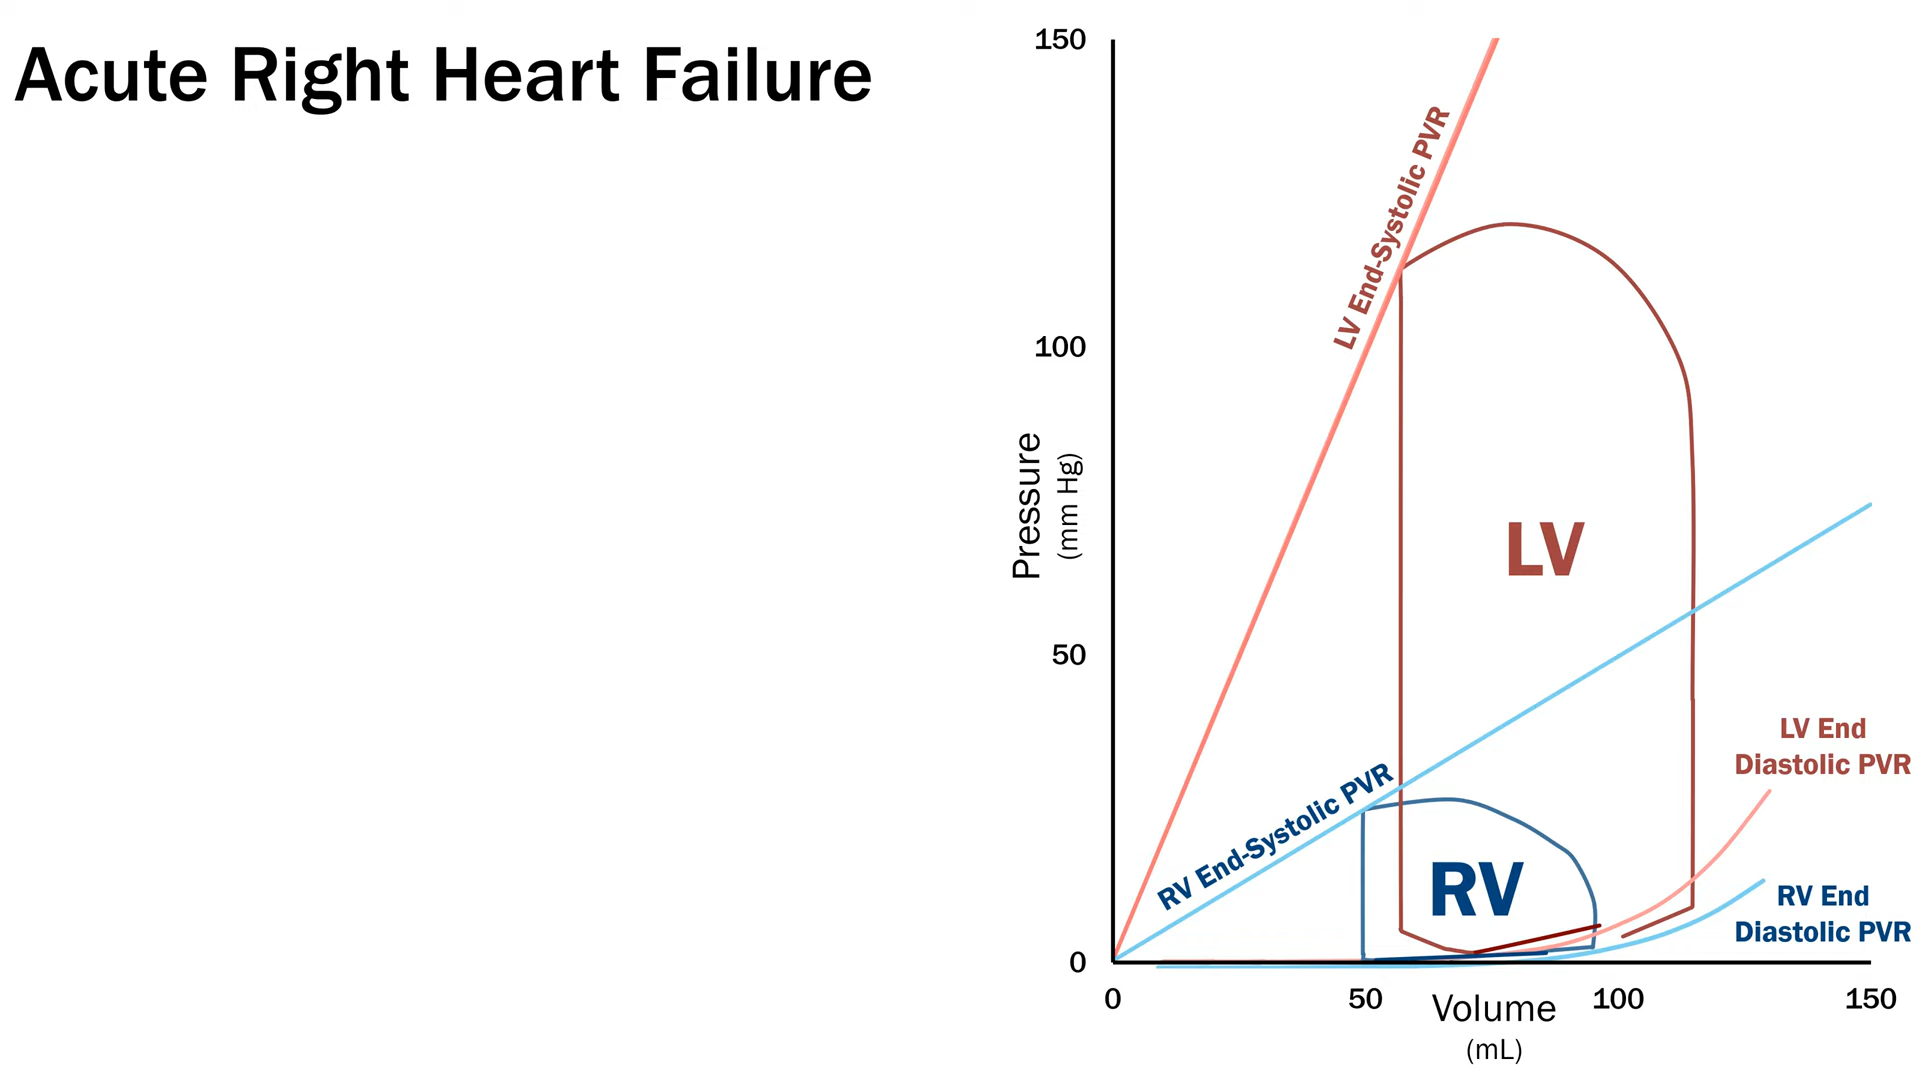 Acute Right Heart Failure
150
100
50
0
Pressure
(mm Hg)
LV End-Systolic PVR
LV
RV End-Systolic PVR
RV
LV End
Diastolic PVR
RV End
Diastolic PVR
0
50
100
150
Volume
(mL)